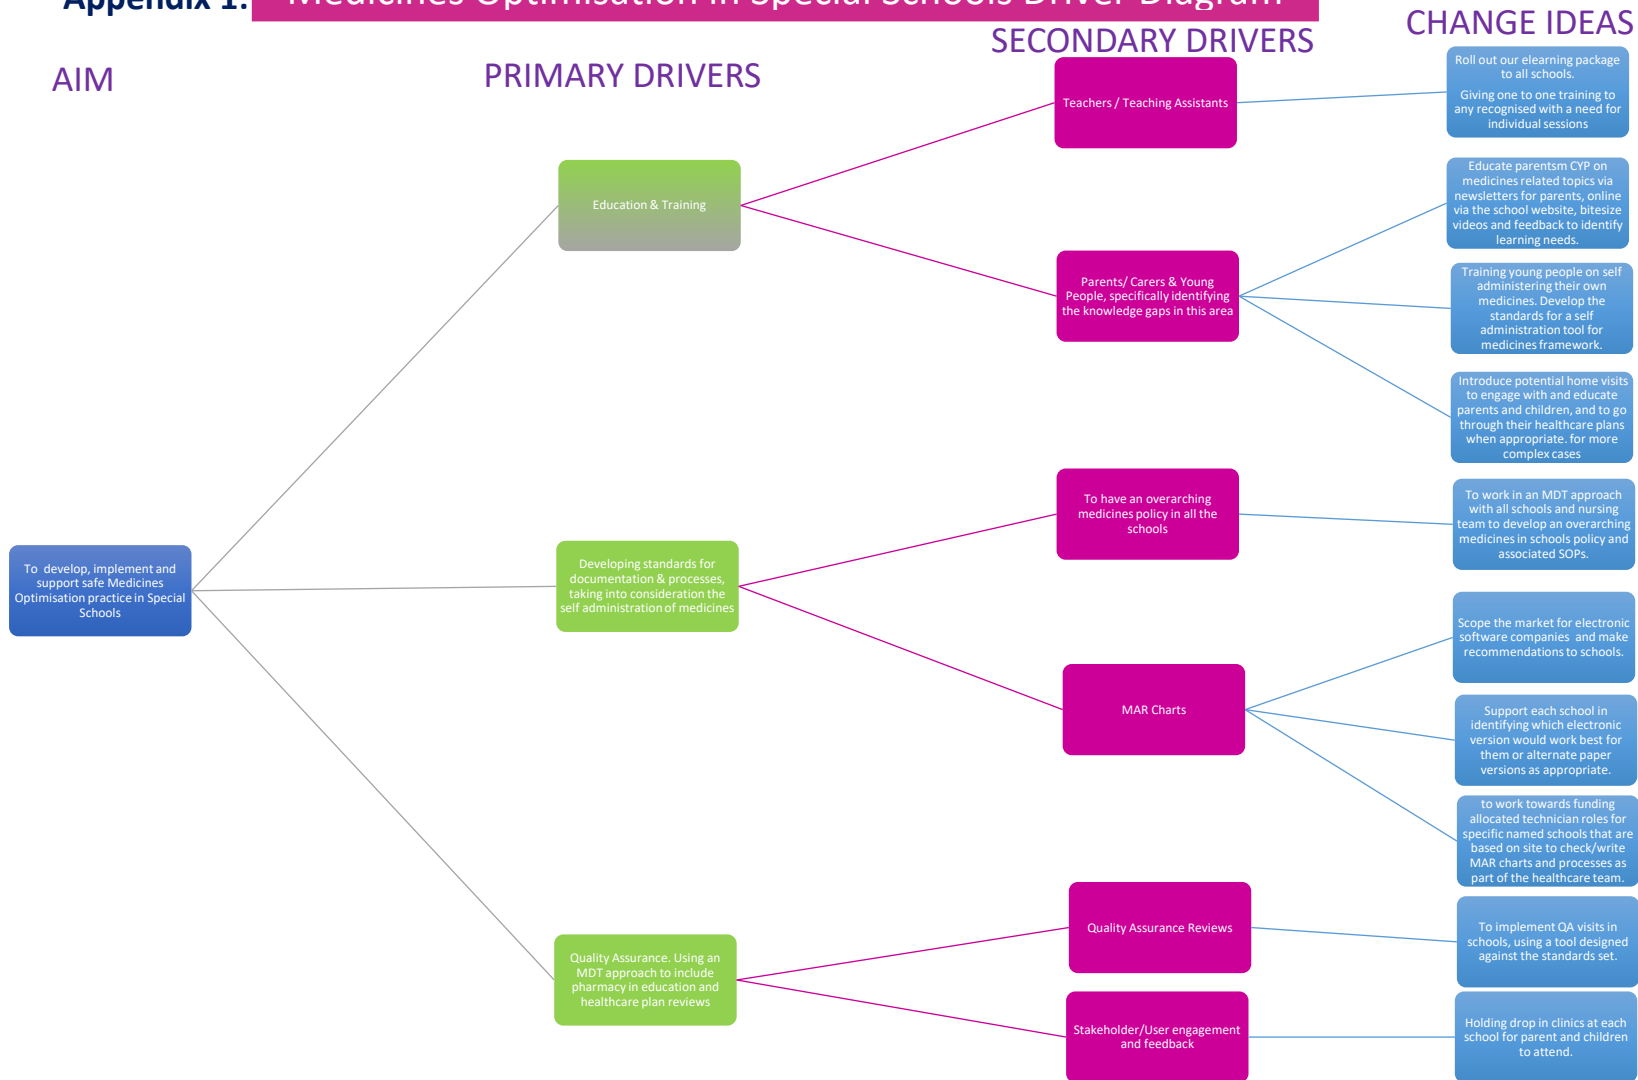 Appendix 1:
Medicines Optimisation in Special Schools Driver Diagram
CHANGE IDEAS
SECONDARY DRIVERS
PRIMARY DRIVERS
AIM
To  develop, implement and
support safe Medicines
Optimisation practice in Special
Schools
Education & Training
Developing standards for
documentation & processes,
taking into consideration the
self administration of medicines
Quality Assurance. Using an
MDT approach to include
pharmacy in education and
healthcare plan reviews
Teachers / Teaching Assistants
Parents/ Carers & Young
People, specifically identifying
the knowledge gaps in this area
To have an overarching
medicines policy in all the
schools
MAR Charts
Quality Assurance Reviews
Stakeholder/User engagement
and feedback
Roll out our elearning package
to all schools.
Giving one to one training to
any recognised with a need for
individual sessions
Educate parentsm CYP on
medicines related topics via
newsletters for parents, online
via the school website, bitesize
videos and feedback to identify
learning needs.
Training young people on self
administering their own
medicines. Develop the
standards for a self
administration tool for
medicines framework.
Introduce potential home visits
to engage with and educate
parents and children, and to go
through their healthcare plans
when appropriate. for more
complex cases
To work in an MDT approach
with all schools and nursing
team to develop an overarching
medicines in schools policy and
associated SOPs.
Scope the market for electronic
software companies  and make
recommendations to schools.
Support each school in
identifying which electronic
version would work best for
them or alternate paper
versions as appropriate.
to work towards funding
allocated technician roles for
specific named schools that are
based on site to check/write
MAR charts and processes as
part of the healthcare team.
To implement QA visits in
schools, using a tool designed
against the standards set.
Holding drop in clinics at each
school for parent and children
to attend.